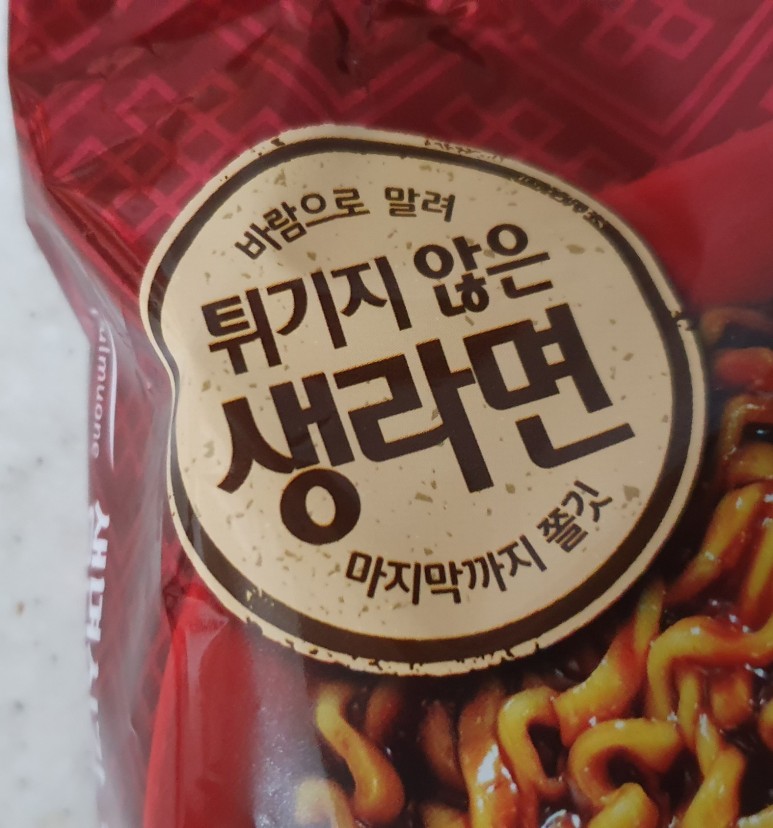 바람으로 말려
튀기지 않은
생라면
마지막까지 쫄깃